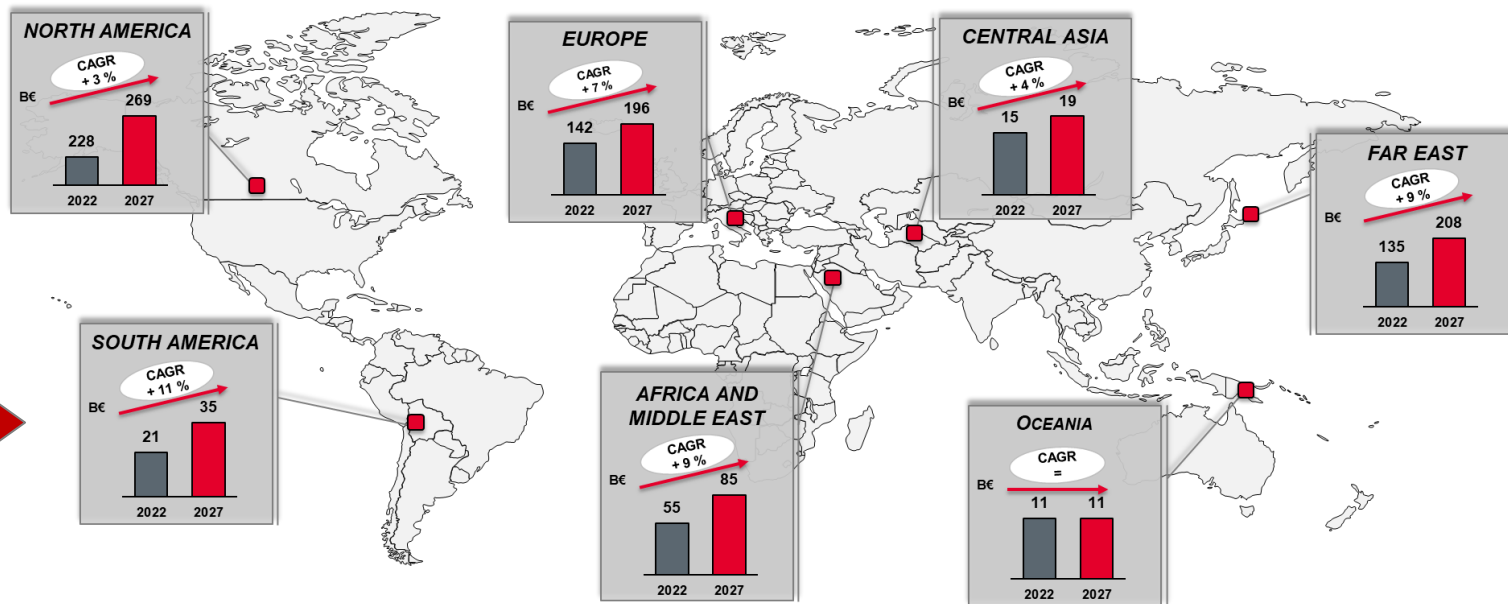 NORTH AMERICA
CAGR
+ 3 %
B€
228
269
2022 2027
EUROPE
CAGR
+ 7 %
B€
142
196
2022 2027
CENTRAL ASIA
CAGR
+ 4 %
B€
15
19
2022 2027
FAR EAST
CAGR
+ 9 %
B€
135
208
2022 2027
SOUTH AMERICA
CAGR
+ 11 %
B€
21
35
2022 2027
AFRICA AND
MIDDLE EAST
CAGR
+ 9 %
B€
55
85
2022 2027
OCEANIA
CAGR
=
B€
11 11
2022 2027